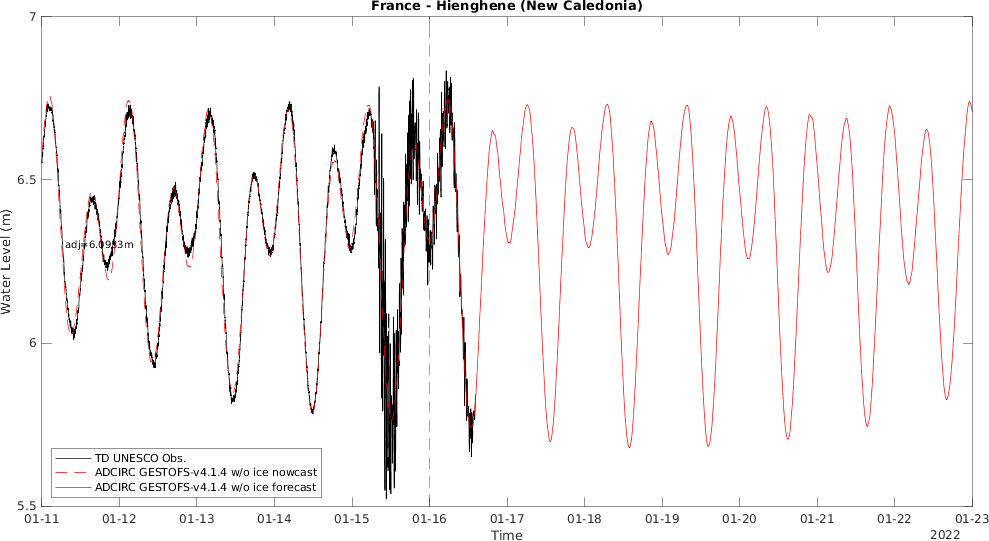 France - Hienghene (New Caledonia)
7
6.5
6
5.5
Water Level (m)
adj=6.0933m
TD UNESCO Obs.
ADCIRC GESTOFS-v4.1.4 w/o ice nowcast
ADCIRC GESTOFS-v4.1.4 w/o ice forecast
01-11 01-12 01-13 01-14 01-15 01-16 01-17 01-18 01-19 01-20 01-21 01-22 01-23
Time
2022